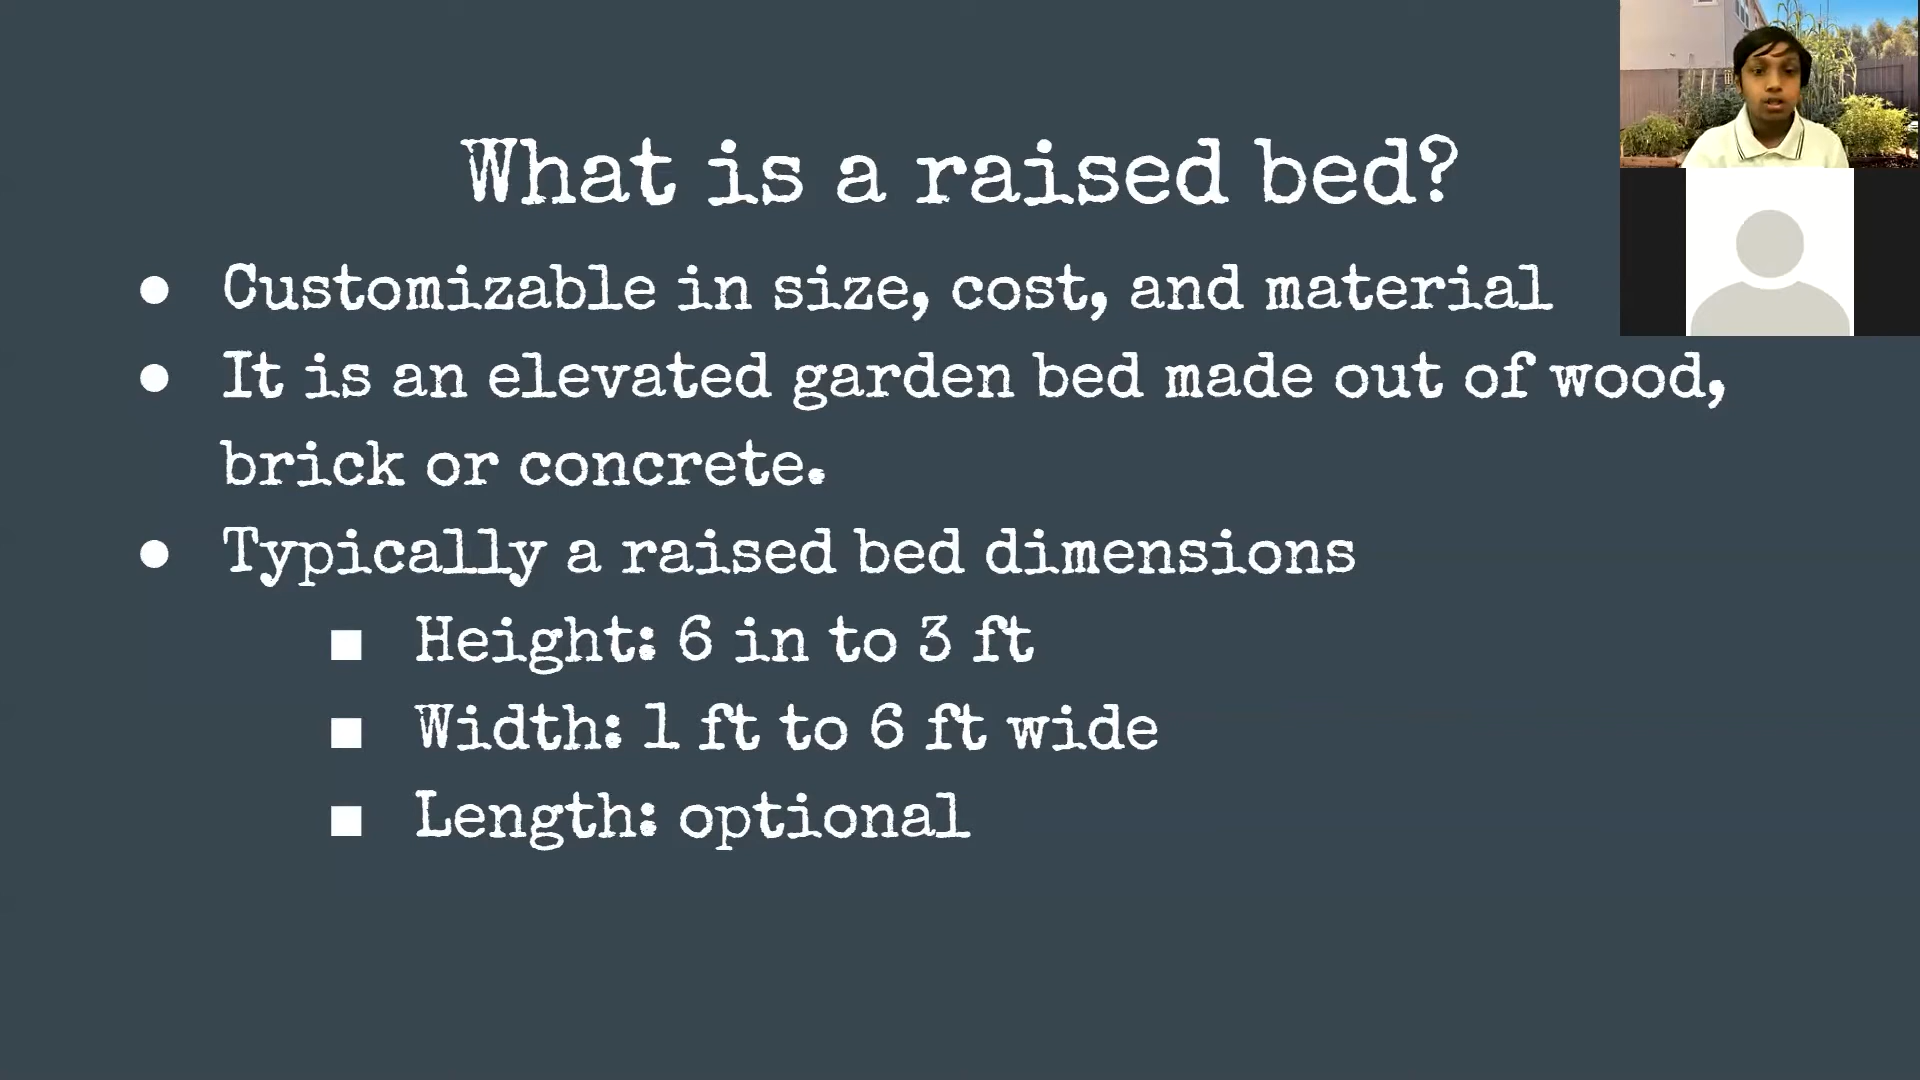 What is a raised bed?
● Customizable in size, cost, and material
● It is an elevated garden bed made out of wood,
brick or concrete.
● Typically a raised bed dimensions
■ Height: 6 in to 3 ft
■ Width: 1 ft to 6 ft wide
■ Length: optional